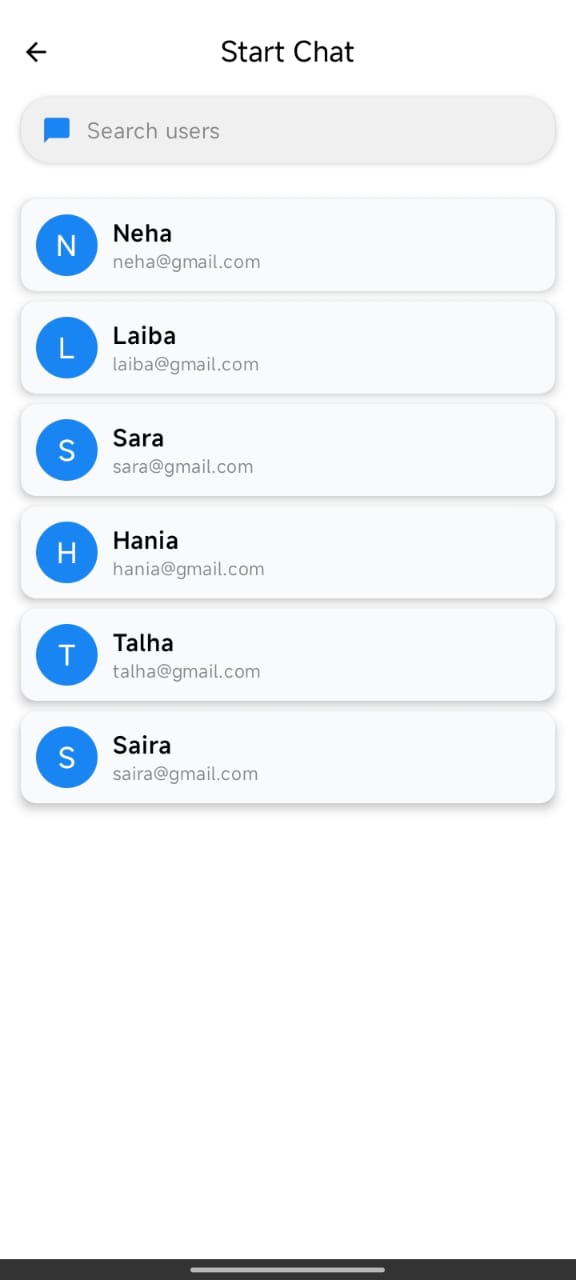 Start Chat
Search users
N
Neha
neha@gmail.com
L
Laiba
laiba@gmail.com
S
Sara
sara@gmail.com
H
Hania
hania@gmail.com
T
Talha
talha@gmail.com
S
Saira
saira@gmail.com